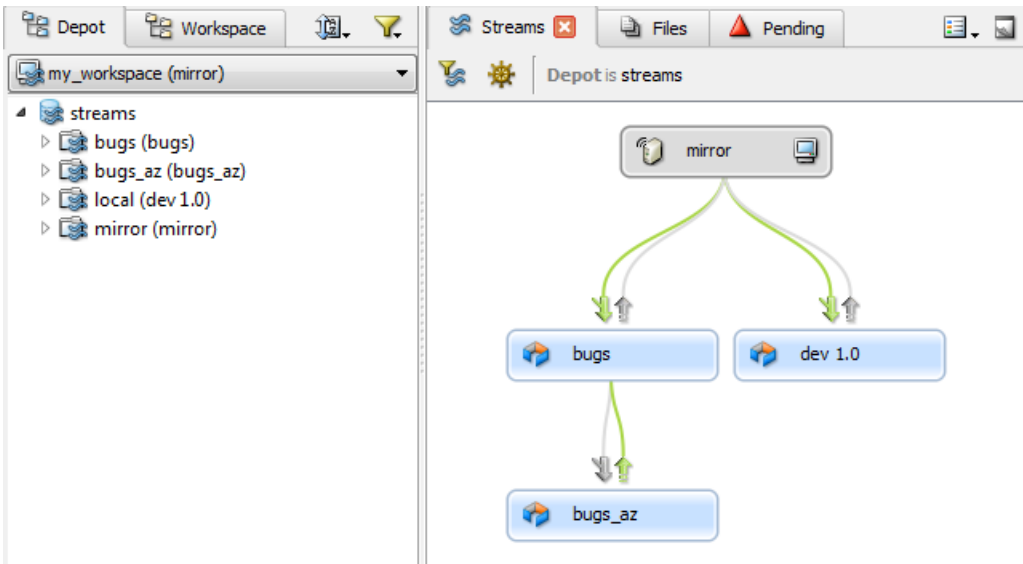 Depot
Workspace
my_workspace (mirror)
streams
bugs (bugs)
bugs_az (bugs_az)
local (dev 1.0)
mirror (mirror)
Streams
Files
Pending
Depot is streams
mirror
bugs
dev 1.0
bugs_az